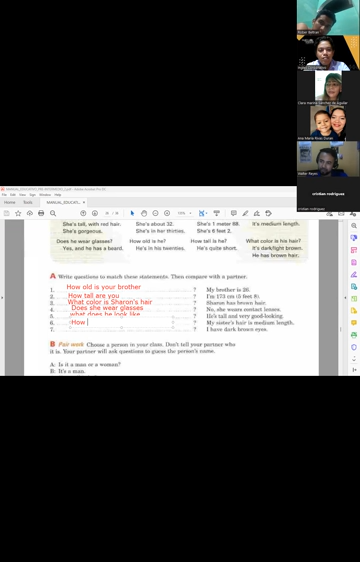 Home Tools MANUAL_EDUCATI...
She's tall, with red hair. She's about 32. She's 1 meter 88. It's medium length.
She's gorgeous. She's in her thirties. She's 6 feet 2.
Does he wear glasses? How old is he? How tall is he? What color is his hair?
Yes, and he has a beard. He's in his twenties. He's quite short. It's dark/light brown.
He has brown hair.
A Write questions to match these statements. Then compare with a partner.
1. How old is your brother ? My brother is 26.
2. How tall are you ? I'm 173 cm (5 feet 8).
3. What color is Sharon's hair ? Sharon has brown hair.
4. Does she wear glasses ? No, she wears contact lenses.
5. what does he look like ? He's tall and very good-looking.
6. How ? My sister's hair is medium length.
7. ? I have dark brown eyes.
B Pair work Choose a person in your class. Don't tell your partner who
it is. Your partner will ask questions to guess the person's name.
A: Is it a man or a woman?
B: It's a man.
cristian rodriguez
cristian rodriguez